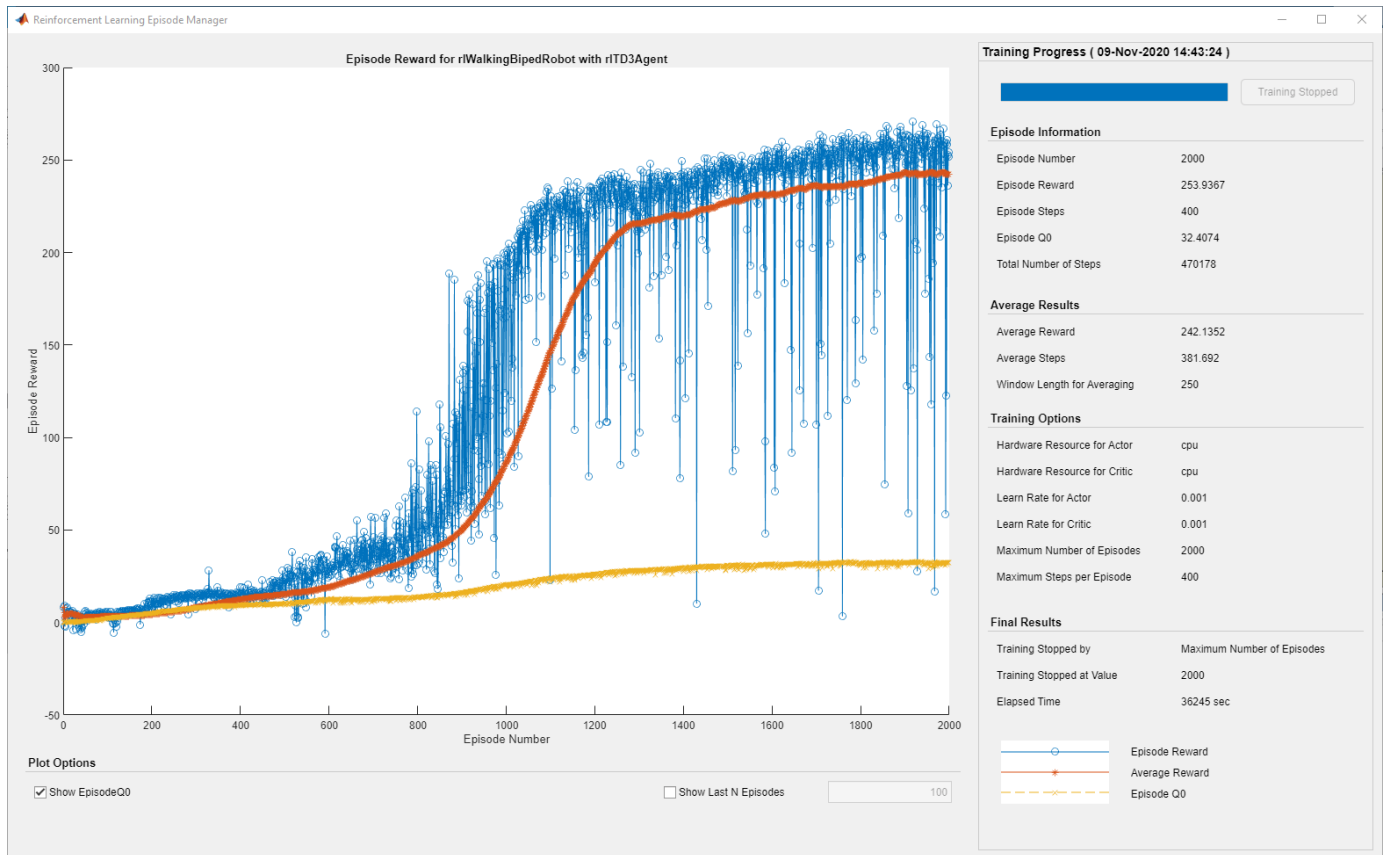 Reinforcement Learning Episode Manager
Episode Reward for rlWalkingBipedRobot with rlTD3Agent
300
250
200
150
100
50
0
-50
Episode Reward
0 200 400 600 800 1000 1200 1400 1600 1800 2000
Episode Number
Plot Options
Show EpisodeQ0
Show Last N Episodes 100
Training Progress ( 09-Nov-2020 14:43:24 )
Training Stopped
Episode Information
Episode Number 2000
Episode Reward 253.9367
Episode Steps 400
Episode Q0 32.4074
Total Number of Steps 470178
Average Results
Average Reward 242.1352
Average Steps 381.692
Window Length for Averaging 250
Training Options
Hardware Resource for Actor cpu
Hardware Resource for Critic cpu
Learn Rate for Actor 0.001
Learn Rate for Critic 0.001
Maximum Number of Episodes 2000
Maximum Steps per Episode 400
Final Results
Training Stopped by Maximum Number of Episodes
Training Stopped at Value 2000
Elapsed Time 36245 sec
Episode Reward
Average Reward
Episode Q0